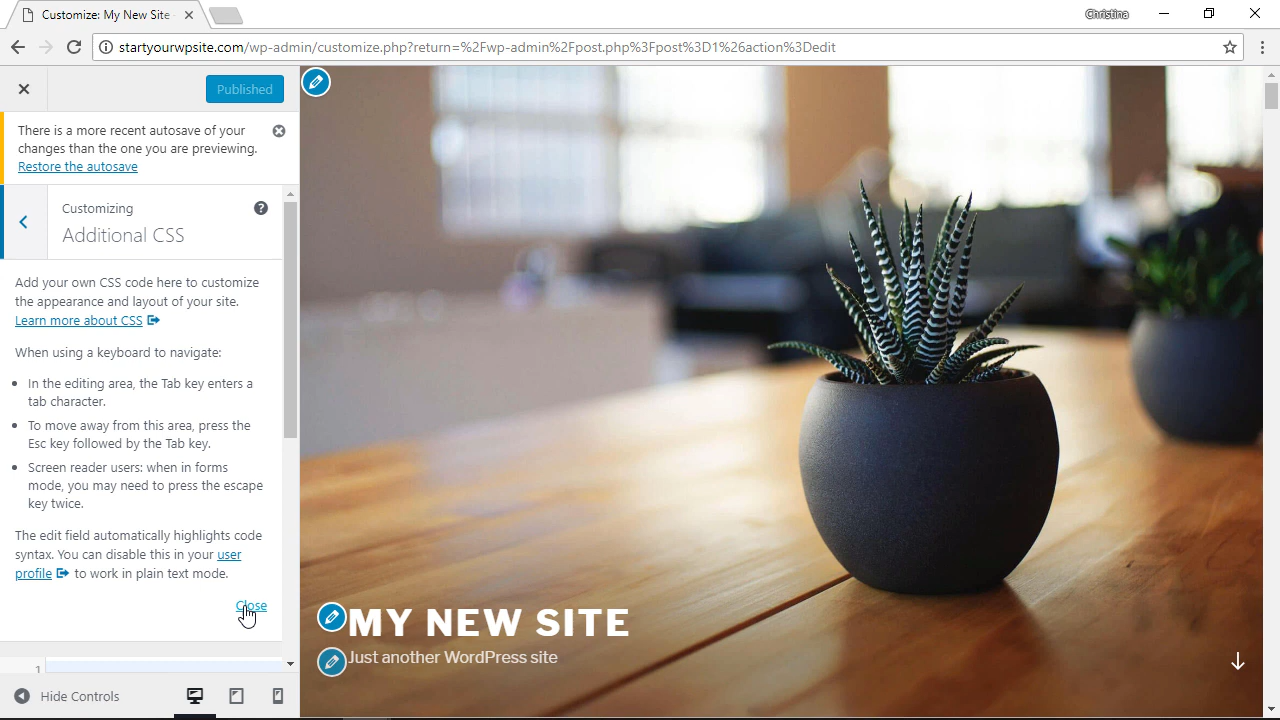 Customize: My New Site
Christina
startyourwpsite.com/wp-admin/customize.php?return=%2Fwp-admin%2Fpost.php%3Fpost%3D1%26action%3Dedit
Published
There is a more recent autosave of your
changes than the one you are previewing.
Restore the autosave
Customizing
Additional CSS
Add your own CSS code here to customize
the appearance and layout of your site.
Learn more about CSS
When using a keyboard to navigate:
• In the editing area, the Tab key enters a
tab character.
• To move away from this area, press the
Esc key followed by the Tab key.
• Screen reader users: when in forms
mode, you may need to press the escape
key twice.
The edit field automatically highlights code
syntax. You can disable this in your user
profile to work in plain text mode.
Close
1
Hide Controls
MY NEW SITE
Just another WordPress site